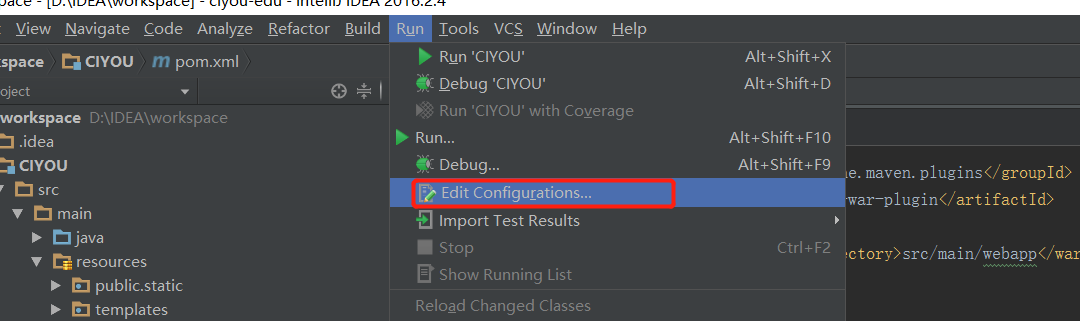 space - [D:\IDEA\workspace] - ciyou-edu - IntelliJ IDEA 2016.2.4
View Navigate Code Analyze Refactor Build Run Tools VCS Window Help
kspace CIYOU pom.xml
oject
workspace D:\IDEA\workspace
.idea
CIYOU
src
main
java
resources
public.static
templates
Run 'CIYOU' Alt+Shift+X
Debug 'CIYOU' Alt+Shift+D
Run 'CIYOU' with Coverage
Run... Alt+Shift+F10
Debug... Alt+Shift+F9
Edit Configurations...
Import Test Results
Stop Ctrl+F2
Show Running List
Reload Changed Classes
ne.maven.plugins</groupId>
war-plugin</artifactId>
ectory>src/main/webapp</war